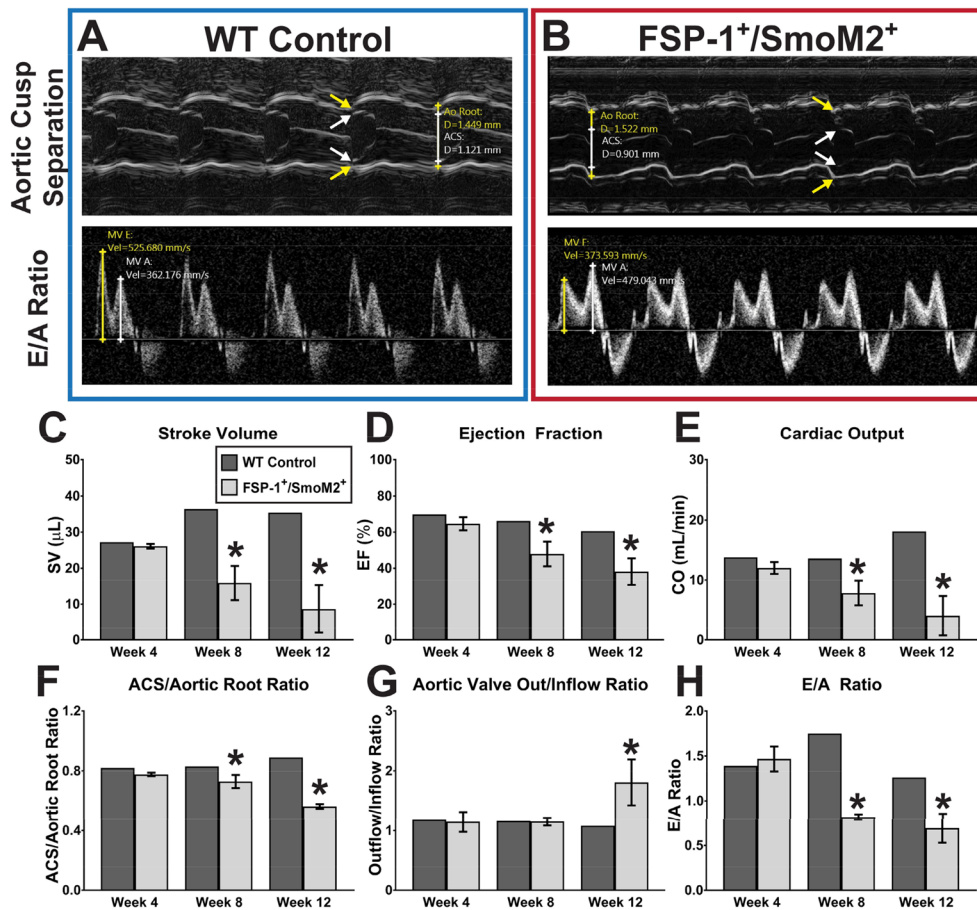 A
WT Control
B
FSP-1⁺/SmoM2⁺
Aortic Cusp
Separation
Ao Root:
D=1.449 mm
ACS:
D=1.121 mm
Ao Root:
D=1.522 mm
ACS:
D=0.901 mm
E/A Ratio
MV E:
Vel=525.680 mm/s
MV A:
Vel=362.176 mm/s
MV E:
Vel=373.593 mm/s
MV A:
Vel=479.043 mm/s
C
Stroke Volume
WT Control
FSP-1⁺/SmoM2⁺
SV (μL)
50
40
30
20
10
0
*
*
Week 4
Week 8
Week 12
D
Ejection Fraction
EF (%)
100
80
60
40
20
0
*
*
Week 4
Week 8
Week 12
E
Cardiac Output
CO (mL/min)
30
20
10
0
*
*
Week 4
Week 8
Week 12
F
ACS/Aortic Root Ratio
ACS/Aortic Root Ratio
1.2
0.8
0.4
0.0
*
*
Week 4
Week 8
Week 12
G
Aortic Valve Out/Inflow Ratio
Outflow/Inflow Ratio
3
2
1
0
*
Week 4
Week 8
Week 12
H
E/A Ratio
E/A Ratio
2.0
1.5
1.0
0.5
0.0
*
*
Week 4
Week 8
Week 12